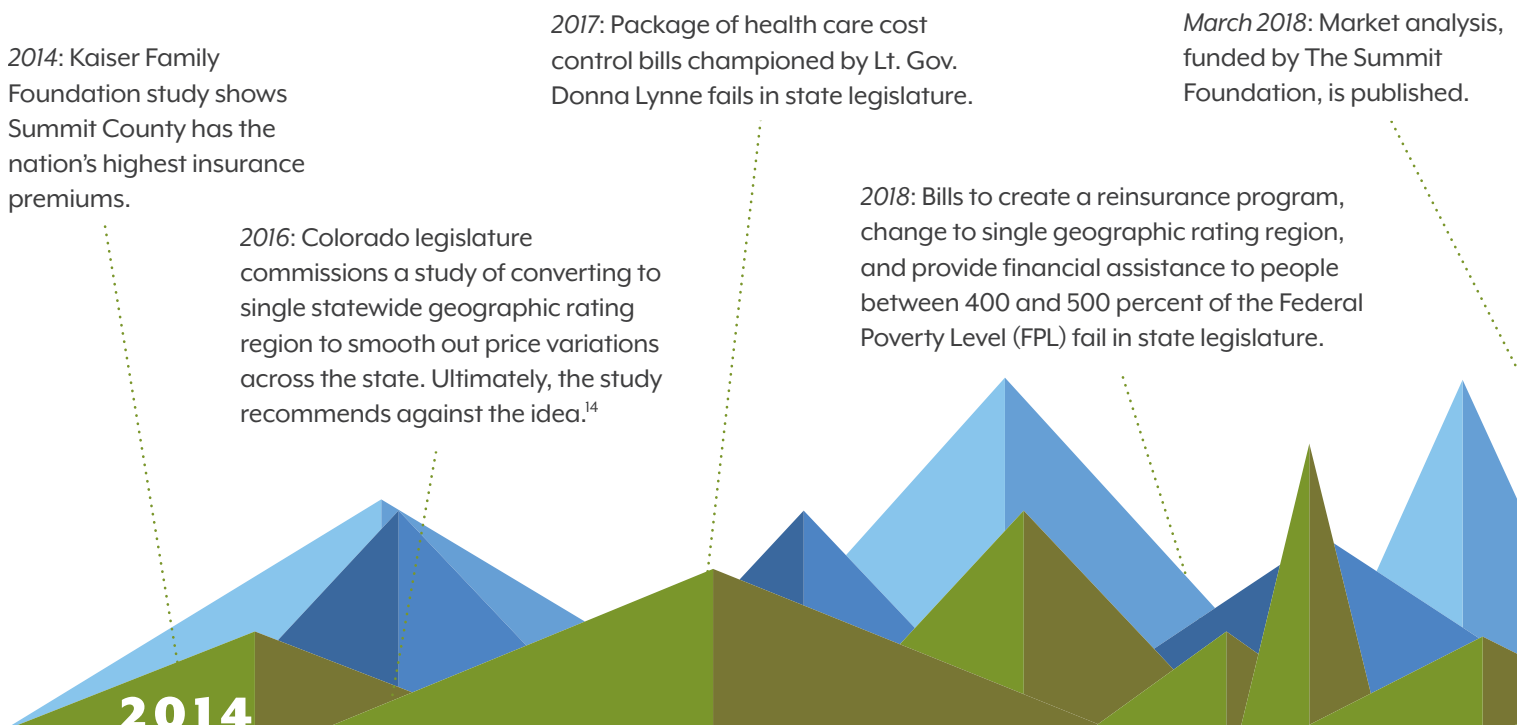 2014: Kaiser Family
Foundation study shows
Summit County has the
nation’s highest insurance
premiums.
2016: Colorado legislature
commissions a study of converting to
single statewide geographic rating
region to smooth out price variations
across the state. Ultimately, the study
recommends against the idea.14
2017: Package of health care cost
control bills championed by Lt. Gov.
Donna Lynne fails in state legislature.
2018: Bills to create a reinsurance program,
change to single geographic rating region,
and provide financial assistance to people
between 400 and 500 percent of the Federal
Poverty Level (FPL) fail in state legislature.
March 2018: Market analysis,
funded by The Summit
Foundation, is published.
2014